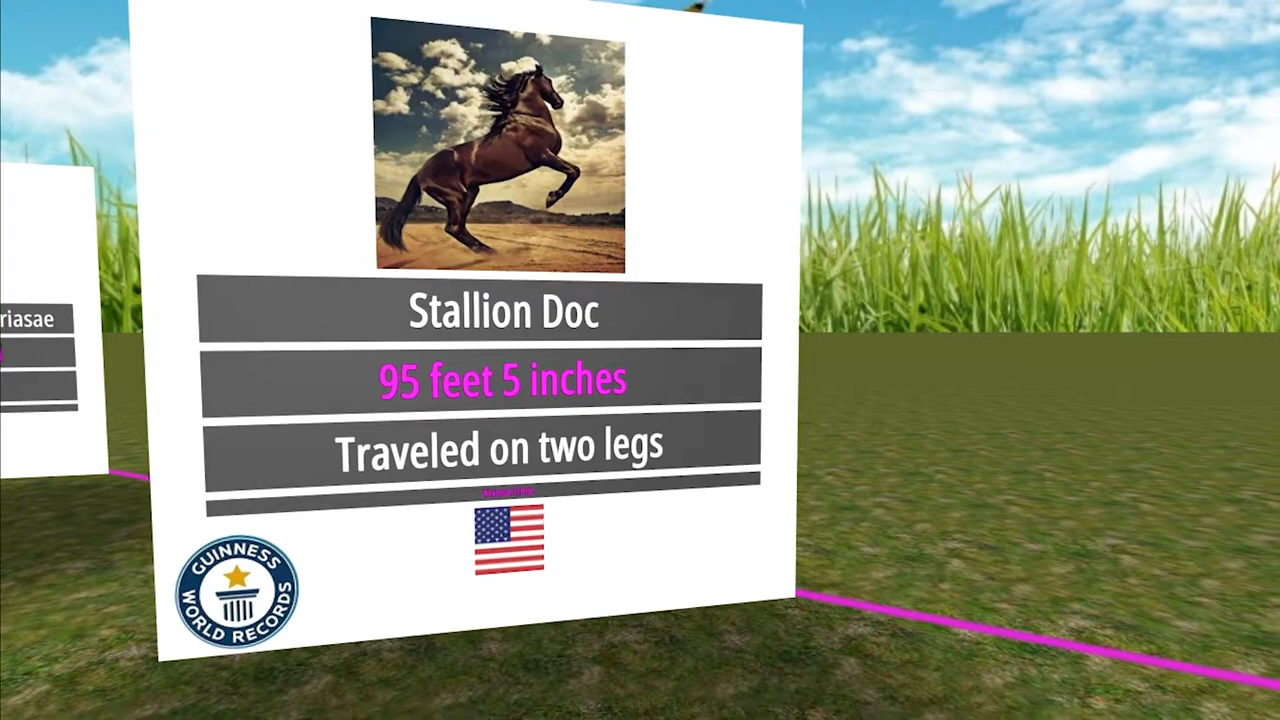 riasae
Stallion Doc
95 feet 5 inches
Traveled on two legs
GUINNESS
WORLD RECORDS